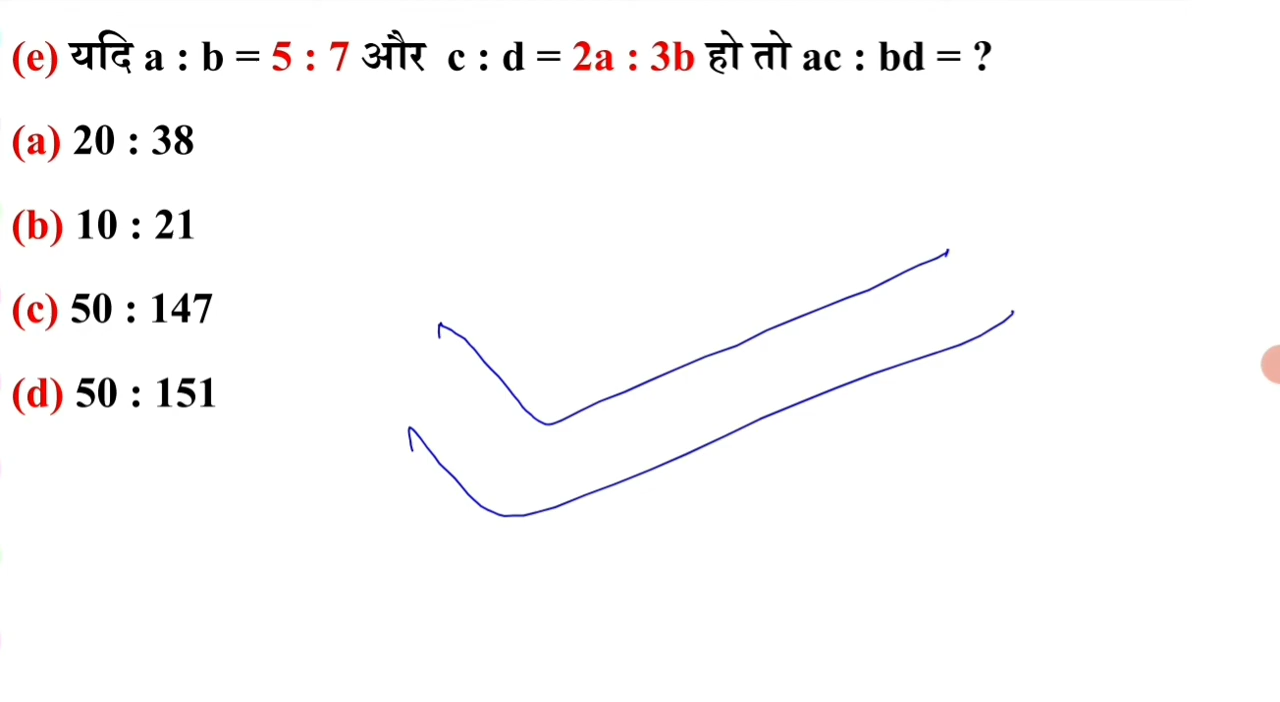 (e) यदि a : b = 5 : 7 और c : d = 2a : 3b हो तो ac : bd = ?
(a) 20 : 38
(b) 10 : 21
(c) 50 : 147
(d) 50 : 151